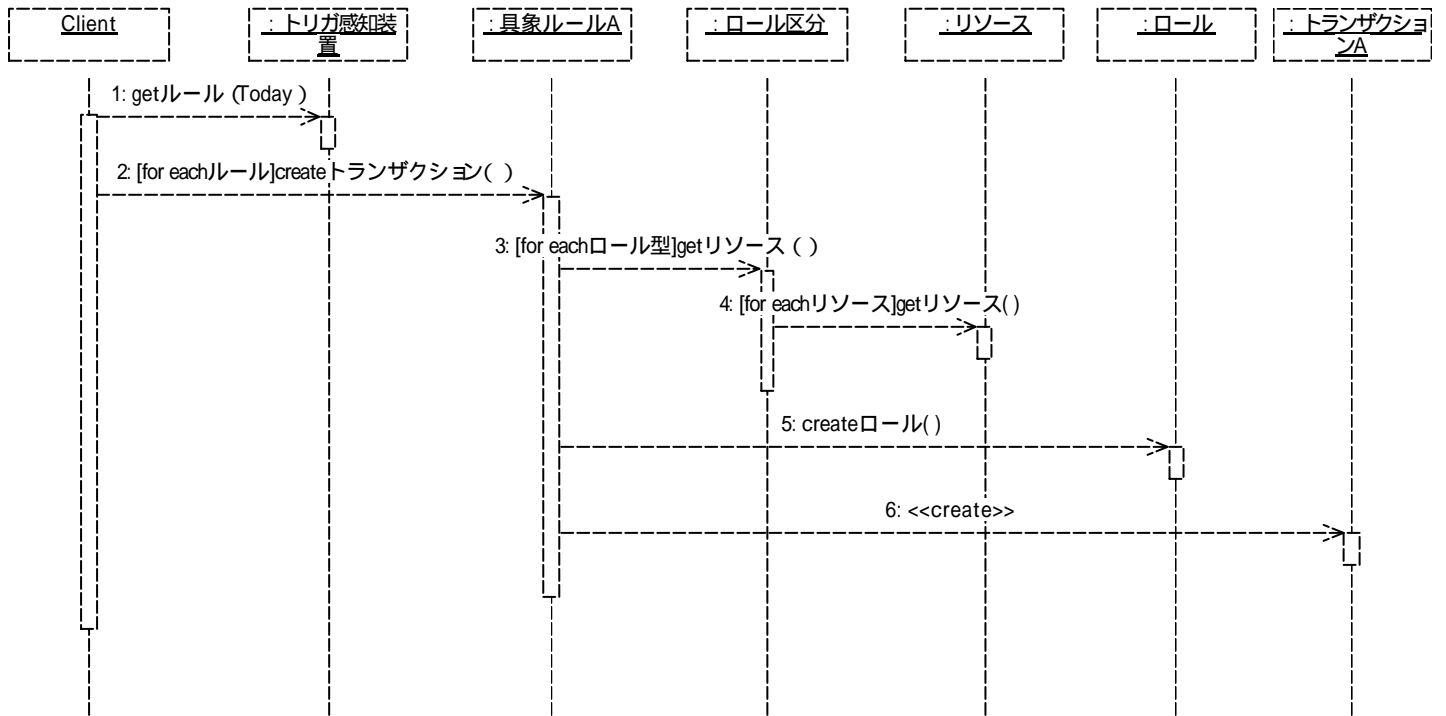 Client
: トリガ感知装
置
: 具象ルールA
: ロール区分
: リソース
: ロール
: トランザクショ
ンA
1: getルール (Today )
2: [for eachルール]createトランザクション( )
3: [for eachロール型]getリソース ( )
4: [for eachリソース]getリソース( )
5: createロール( )
6: <<create>>